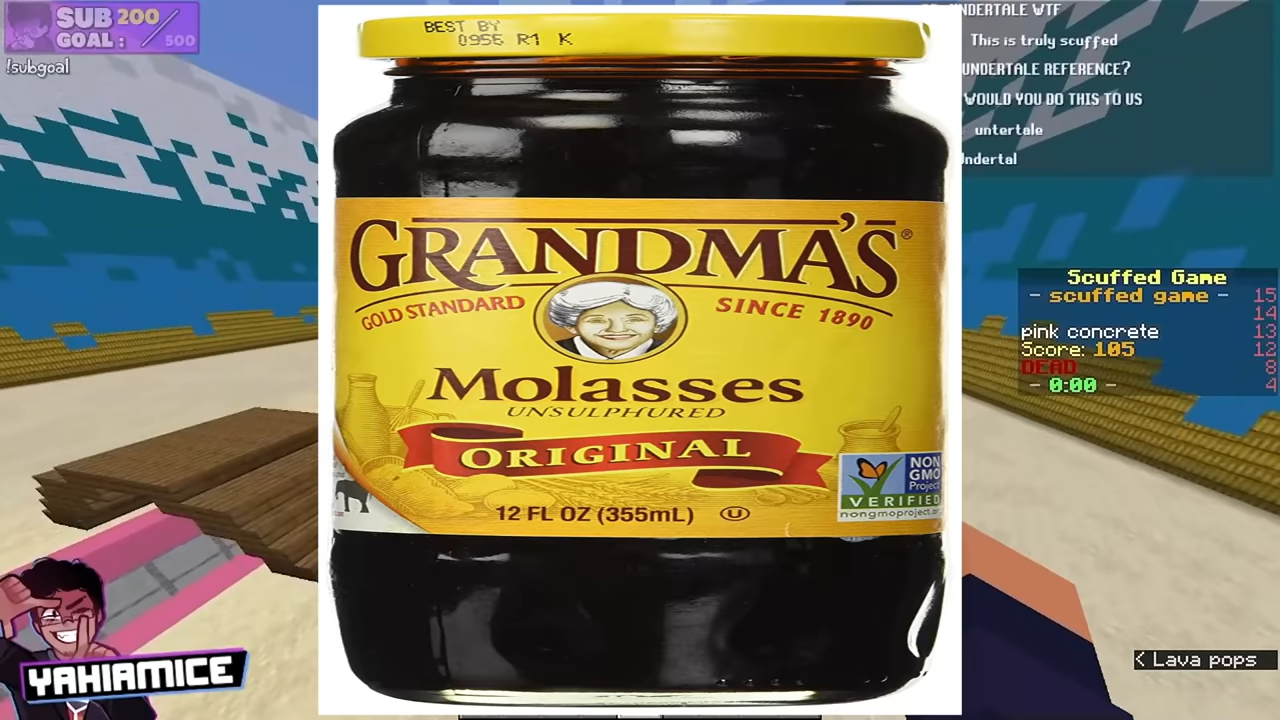 SUB 200 /
GOAL : 500
!subgoal
BEST BY
0956 R1 K
GRANDMA'S®
GOLD STANDARD
SINCE 1890
Molasses
UNSULPHURED
ORIGINAL
12 FL OZ (355mL) U
NON
GMO
Project
VERIFIED
nongmoproject.or
UNDERTALE WTF
This is truly scuffed
UNDERTALE REFERENCE?
WOULD YOU DO THIS TO US
untertale
Undertal
Scuffed Game
- scuffed game - 15
14
pink concrete 13
Score: 105 12
DEAD 8
- 0:00 - 4
< Lava pops
YAHIAMICE